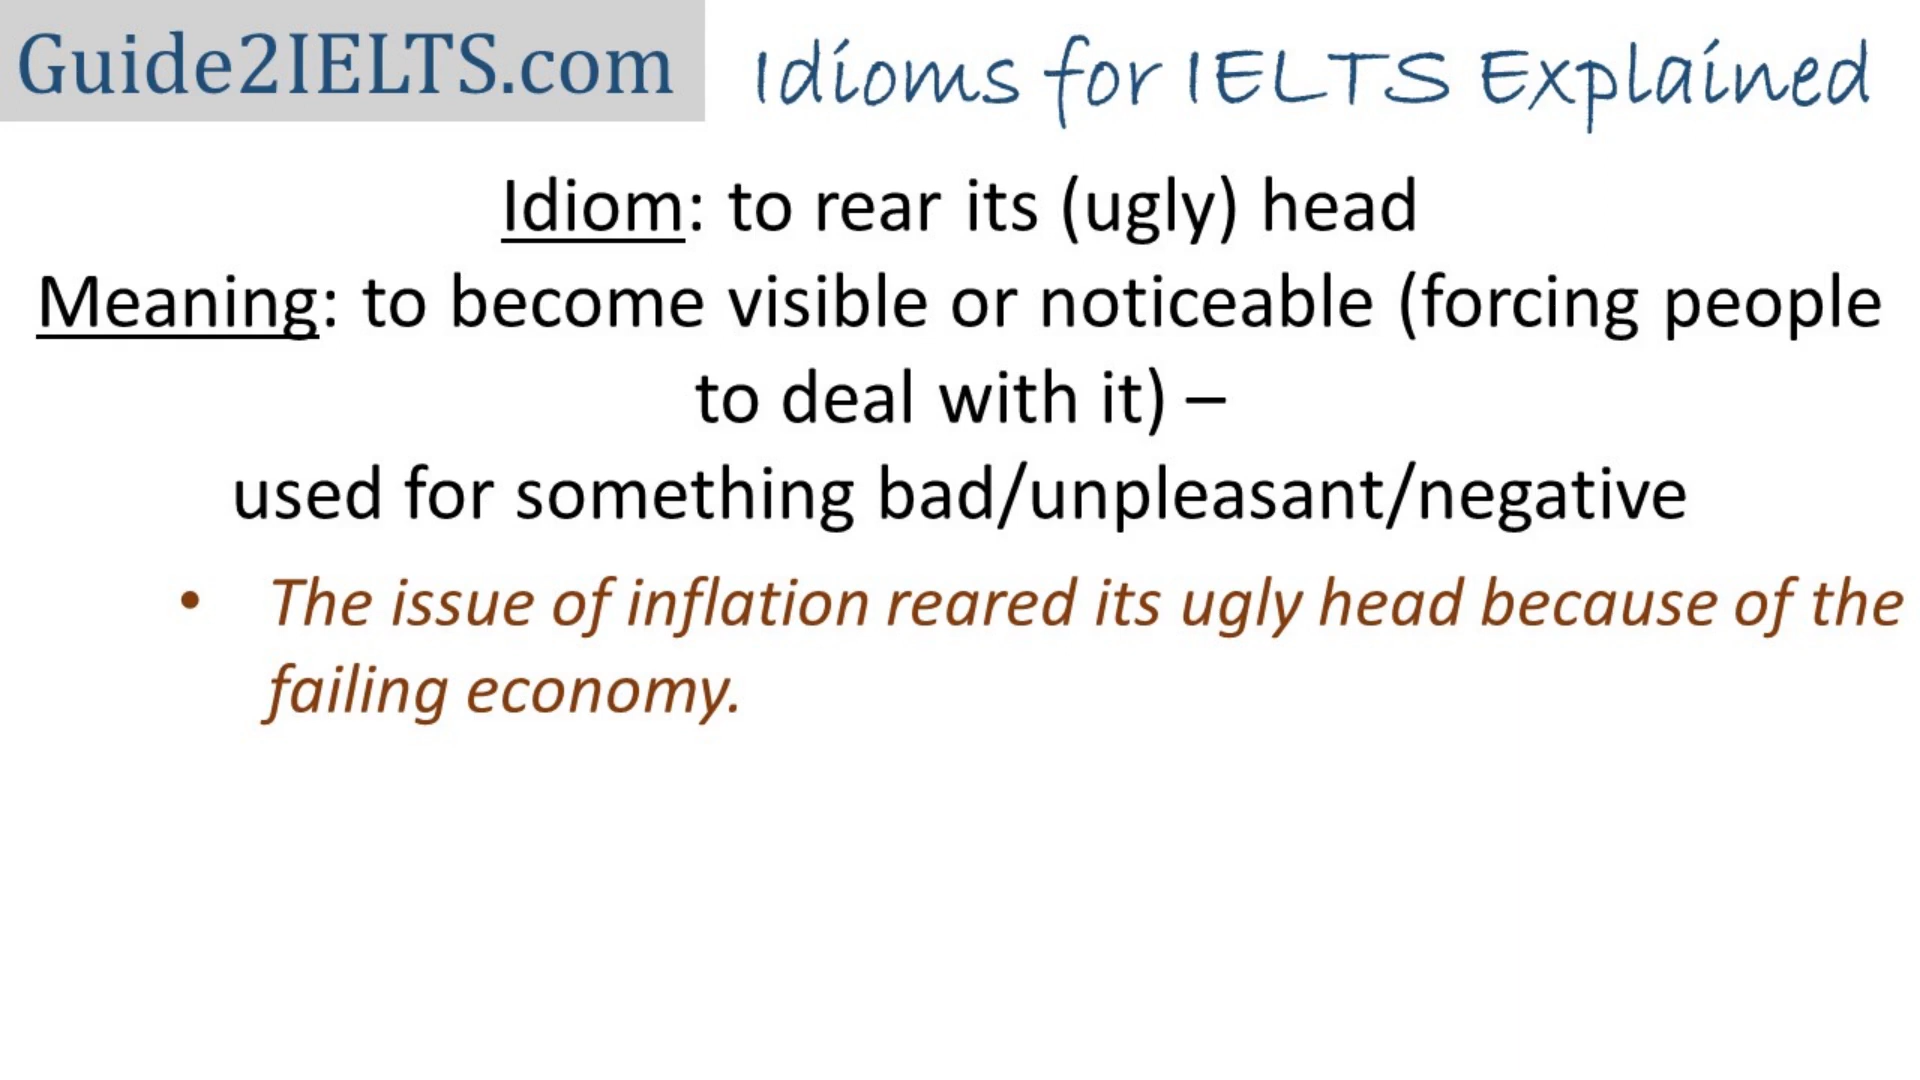 Guide2IELTS.com
Idioms for IELTS Explained
Idiom: to rear its (ugly) head
Meaning: to become visible or noticeable (forcing people
to deal with it) –
used for something bad/unpleasant/negative
• The issue of inflation reared its ugly head because of the
failing economy.